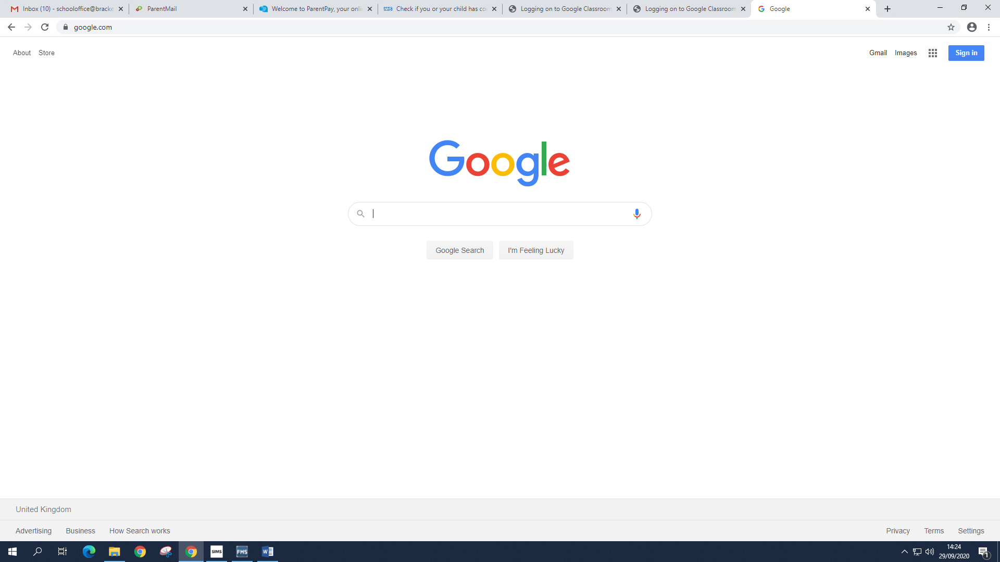 Inbox (10) - schooloffice@bracke
ParentMail
Welcome to ParentPay, your onli
NHS
Check if you or your child has co
Logging on to Google Classroom
Logging on to Google Classroom
Google
google.com
About Store
Gmail Images Sign in
Google
Google Search I'm Feeling Lucky
United Kingdom
Advertising Business How Search works
Privacy Terms Settings
SIMS FMS W
14:24
29/09/2020
1